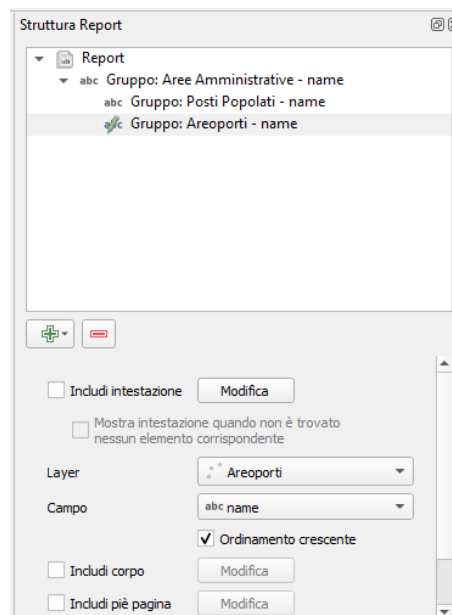 Struttura Report
Report
abc Gruppo: Aree Amministrative - name
abc Gruppo: Posti Popolati - name
abc Gruppo: Areoporti - name
Includi intestazione Modifica
Mostra intestazione quando non è trovato
nessun elemento corrispondente
Layer Areoporti
Campo abc name
Ordinamento crescente
Includi corpo Modifica
Includi piè pagina Modifica